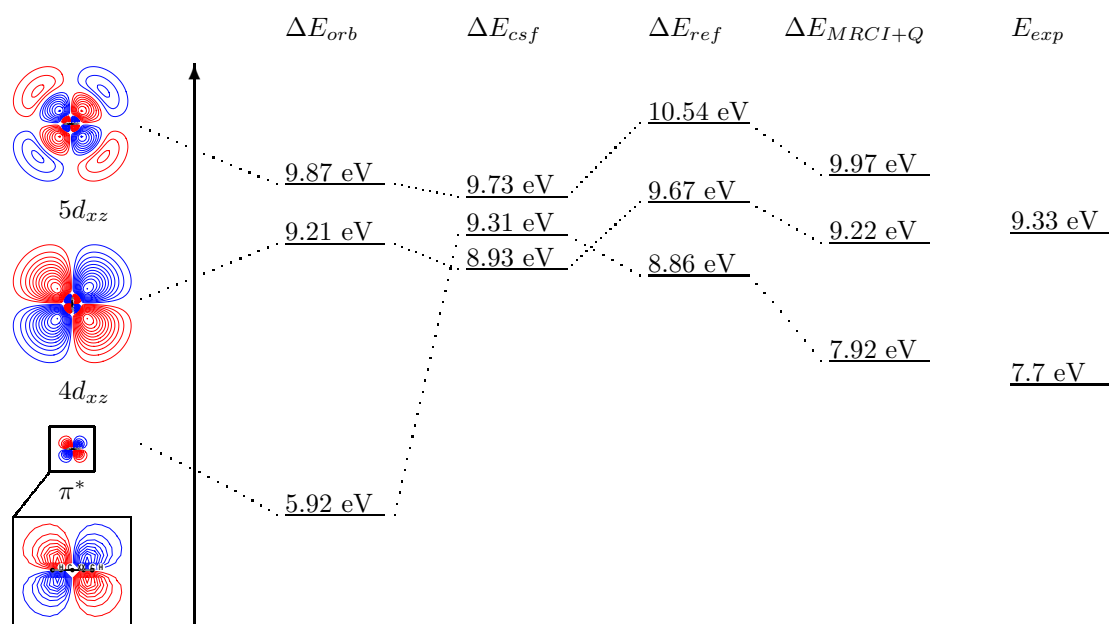 ΔE_orb ΔE_csf ΔE_ref ΔE_MRCI+Q E_exp
10.54 eV
9.87 eV 9.73 eV 9.97 eV
5d_xz
9.21 eV 9.31 eV 9.67 eV 9.22 eV 9.33 eV
8.93 eV 8.86 eV
7.92 eV
7.7 eV
4d_xz
π*
5.92 eV